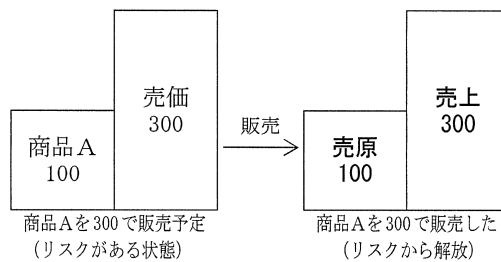 売価
300
商品A
100
販売
売上
300
売原
100
商品Aを300で販売予定
（リスクがある状態）
商品Aを300で販売した
（リスクから解放）